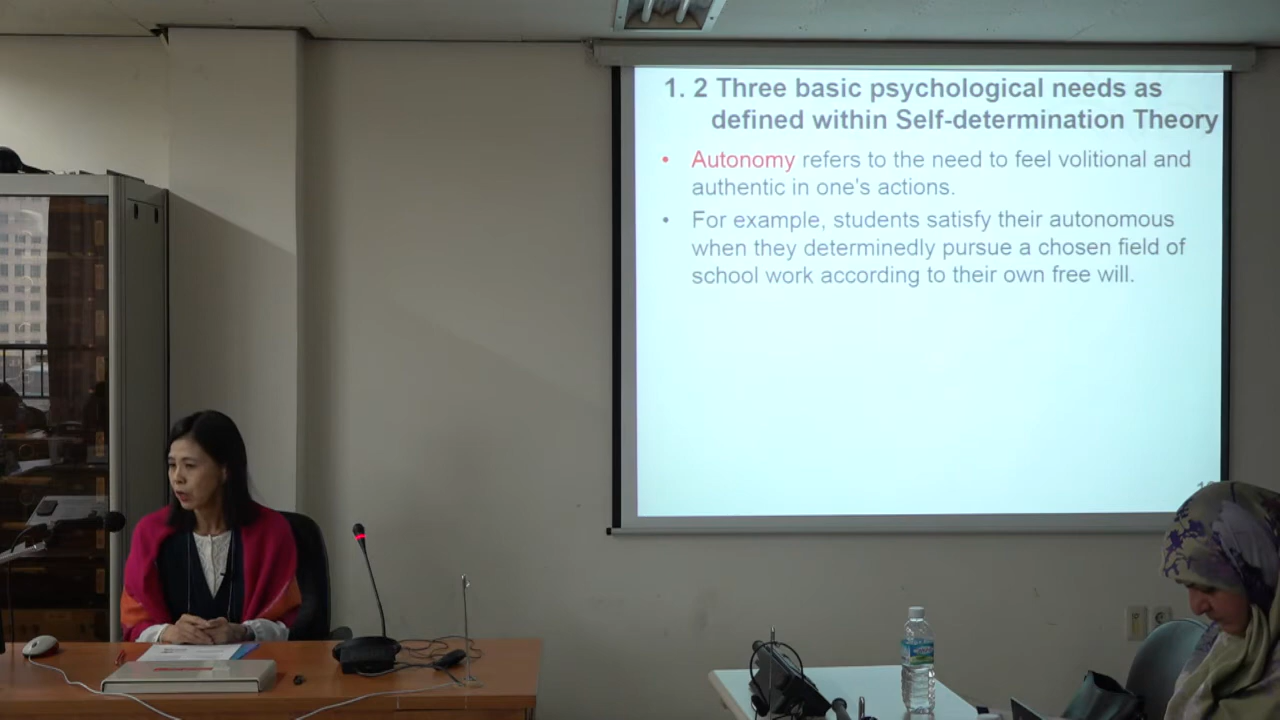 1. 2 Three basic psychological needs as
defined within Self-determination Theory
• Autonomy refers to the need to feel volitional and
authentic in one's actions.
• For example, students satisfy their autonomous
when they determinedly pursue a chosen field of
school work according to their own free will.